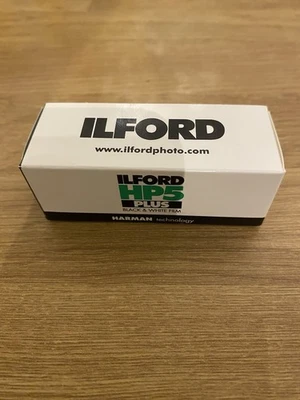 ILFORD
www.ilfordphoto.com
ILFORD
HP5
PLUS
BLACK & WHITE FILM
HARMAN technology